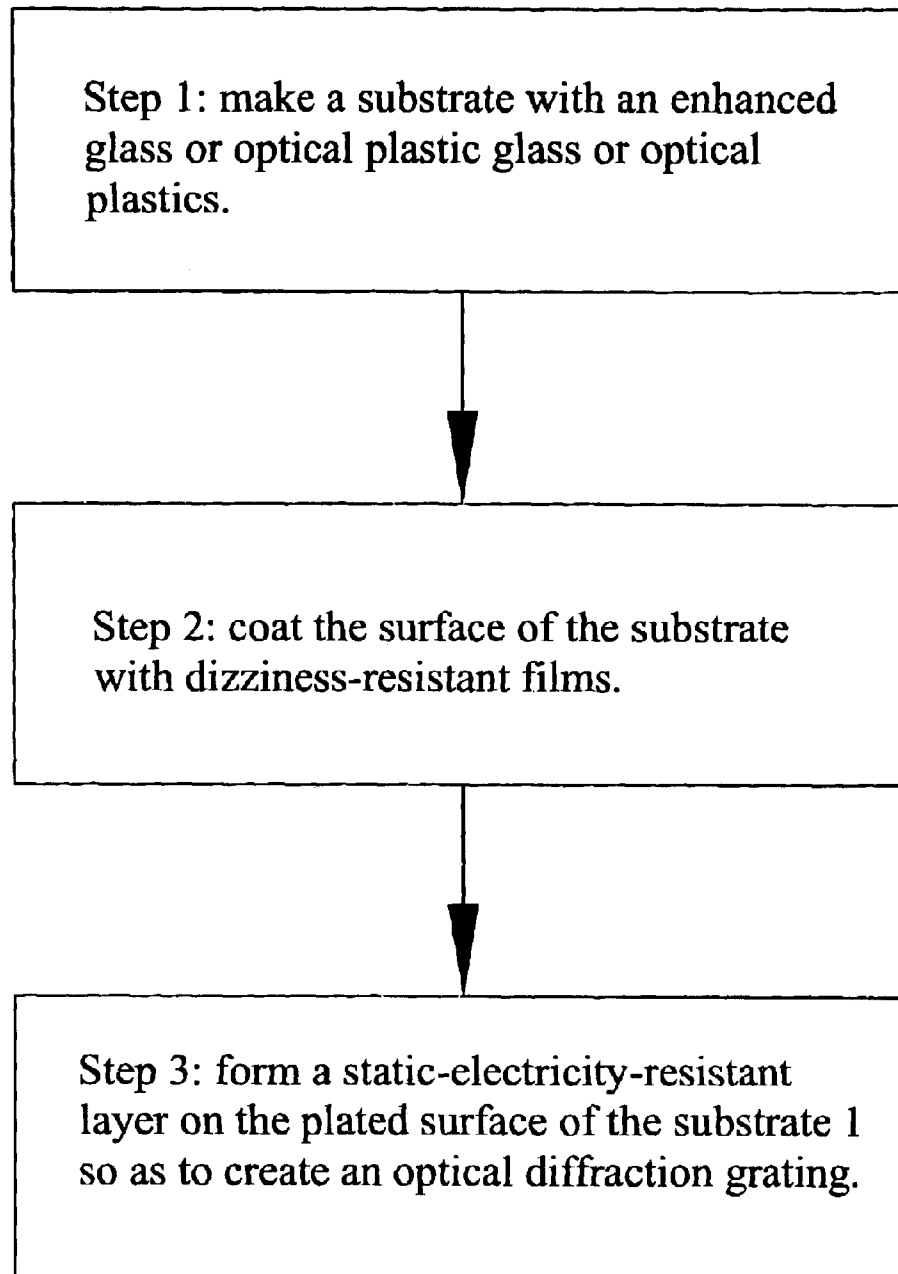 Step 1: make a substrate with an enhanced
glass or optical plastic glass or optical
plastics.
Step 2: coat the surface of the substrate
with dizziness-resistant films.
Step 3: form a static-electricity-resistant
layer on the plated surface of the substrate 1
so as to create an optical diffraction grating.